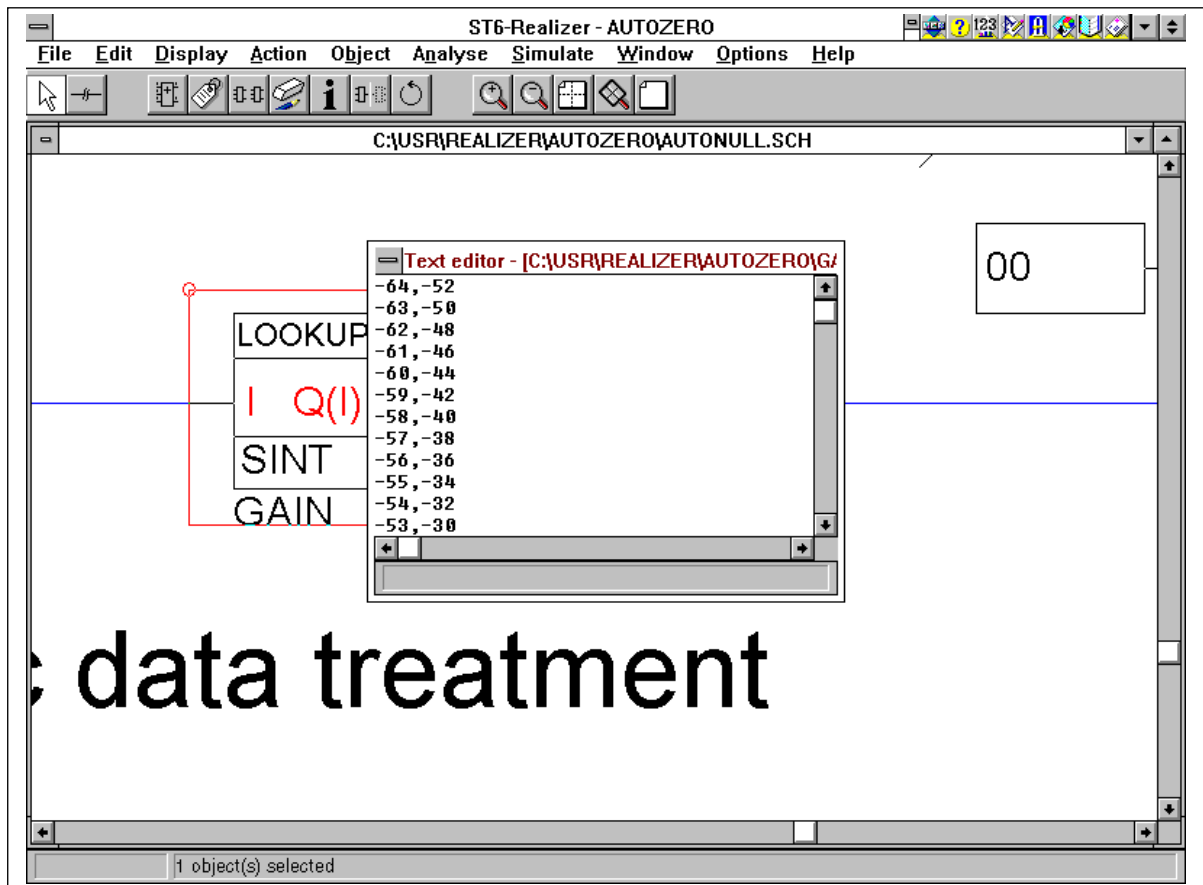 ST6-Realizer - AUTOZERO
File Edit Display Action Object Analyse Simulate Window Options Help
C:\USR\REALIZER\AUTOZERO\AUTONULL.SCH
00
Text editor - [C:\USR\REALIZER\AUTOZERO\GA
-64,-52
-63,-50
-62,-48
-61,-46
-60,-44
-59,-42
-58,-40
-57,-38
-56,-36
-55,-34
-54,-32
-53,-30
LOOKUP
I Q(I)
SINT
GAIN
c data treatment
1 object(s) selected